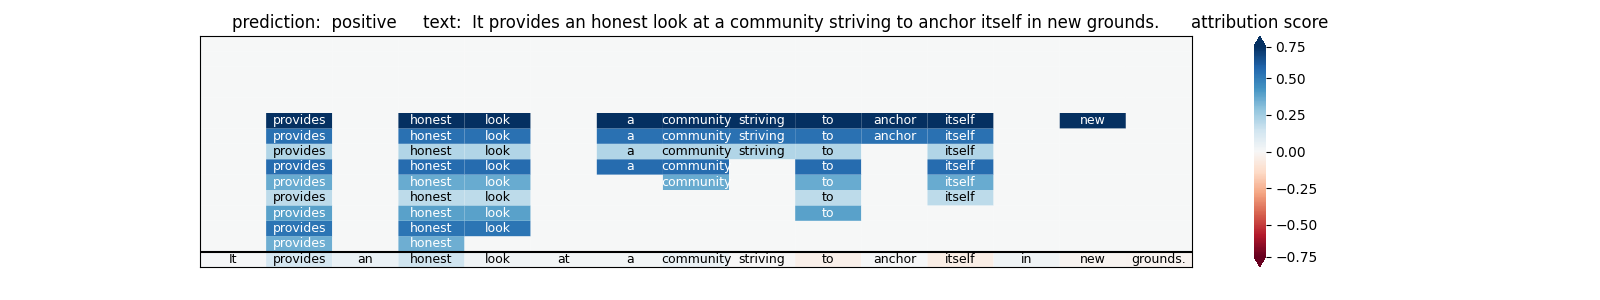 prediction:  positive     text:  It provides an honest look at a community striving to anchor itself in new grounds.      attribution score
provides honest look a community striving to anchor itself new 0.75
provides honest look a community striving to anchor itself
provides honest look a community striving to itself
provides honest look a community to itself
provides honest look community to itself
provides honest look to itself
provides honest look to
provides honest look
provides honest
It provides an honest look at a community striving to anchor itself in new grounds.
0.50
0.25
0.00
−0.25
−0.50
−0.75